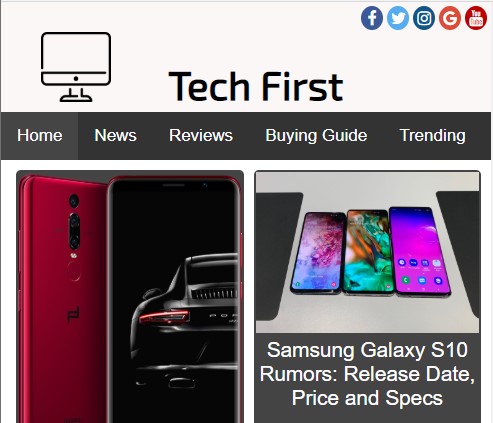 Tech First
Home News Reviews Buying Guide Trending
Samsung Galaxy S10
Rumors: Release Date,
Price and Specs